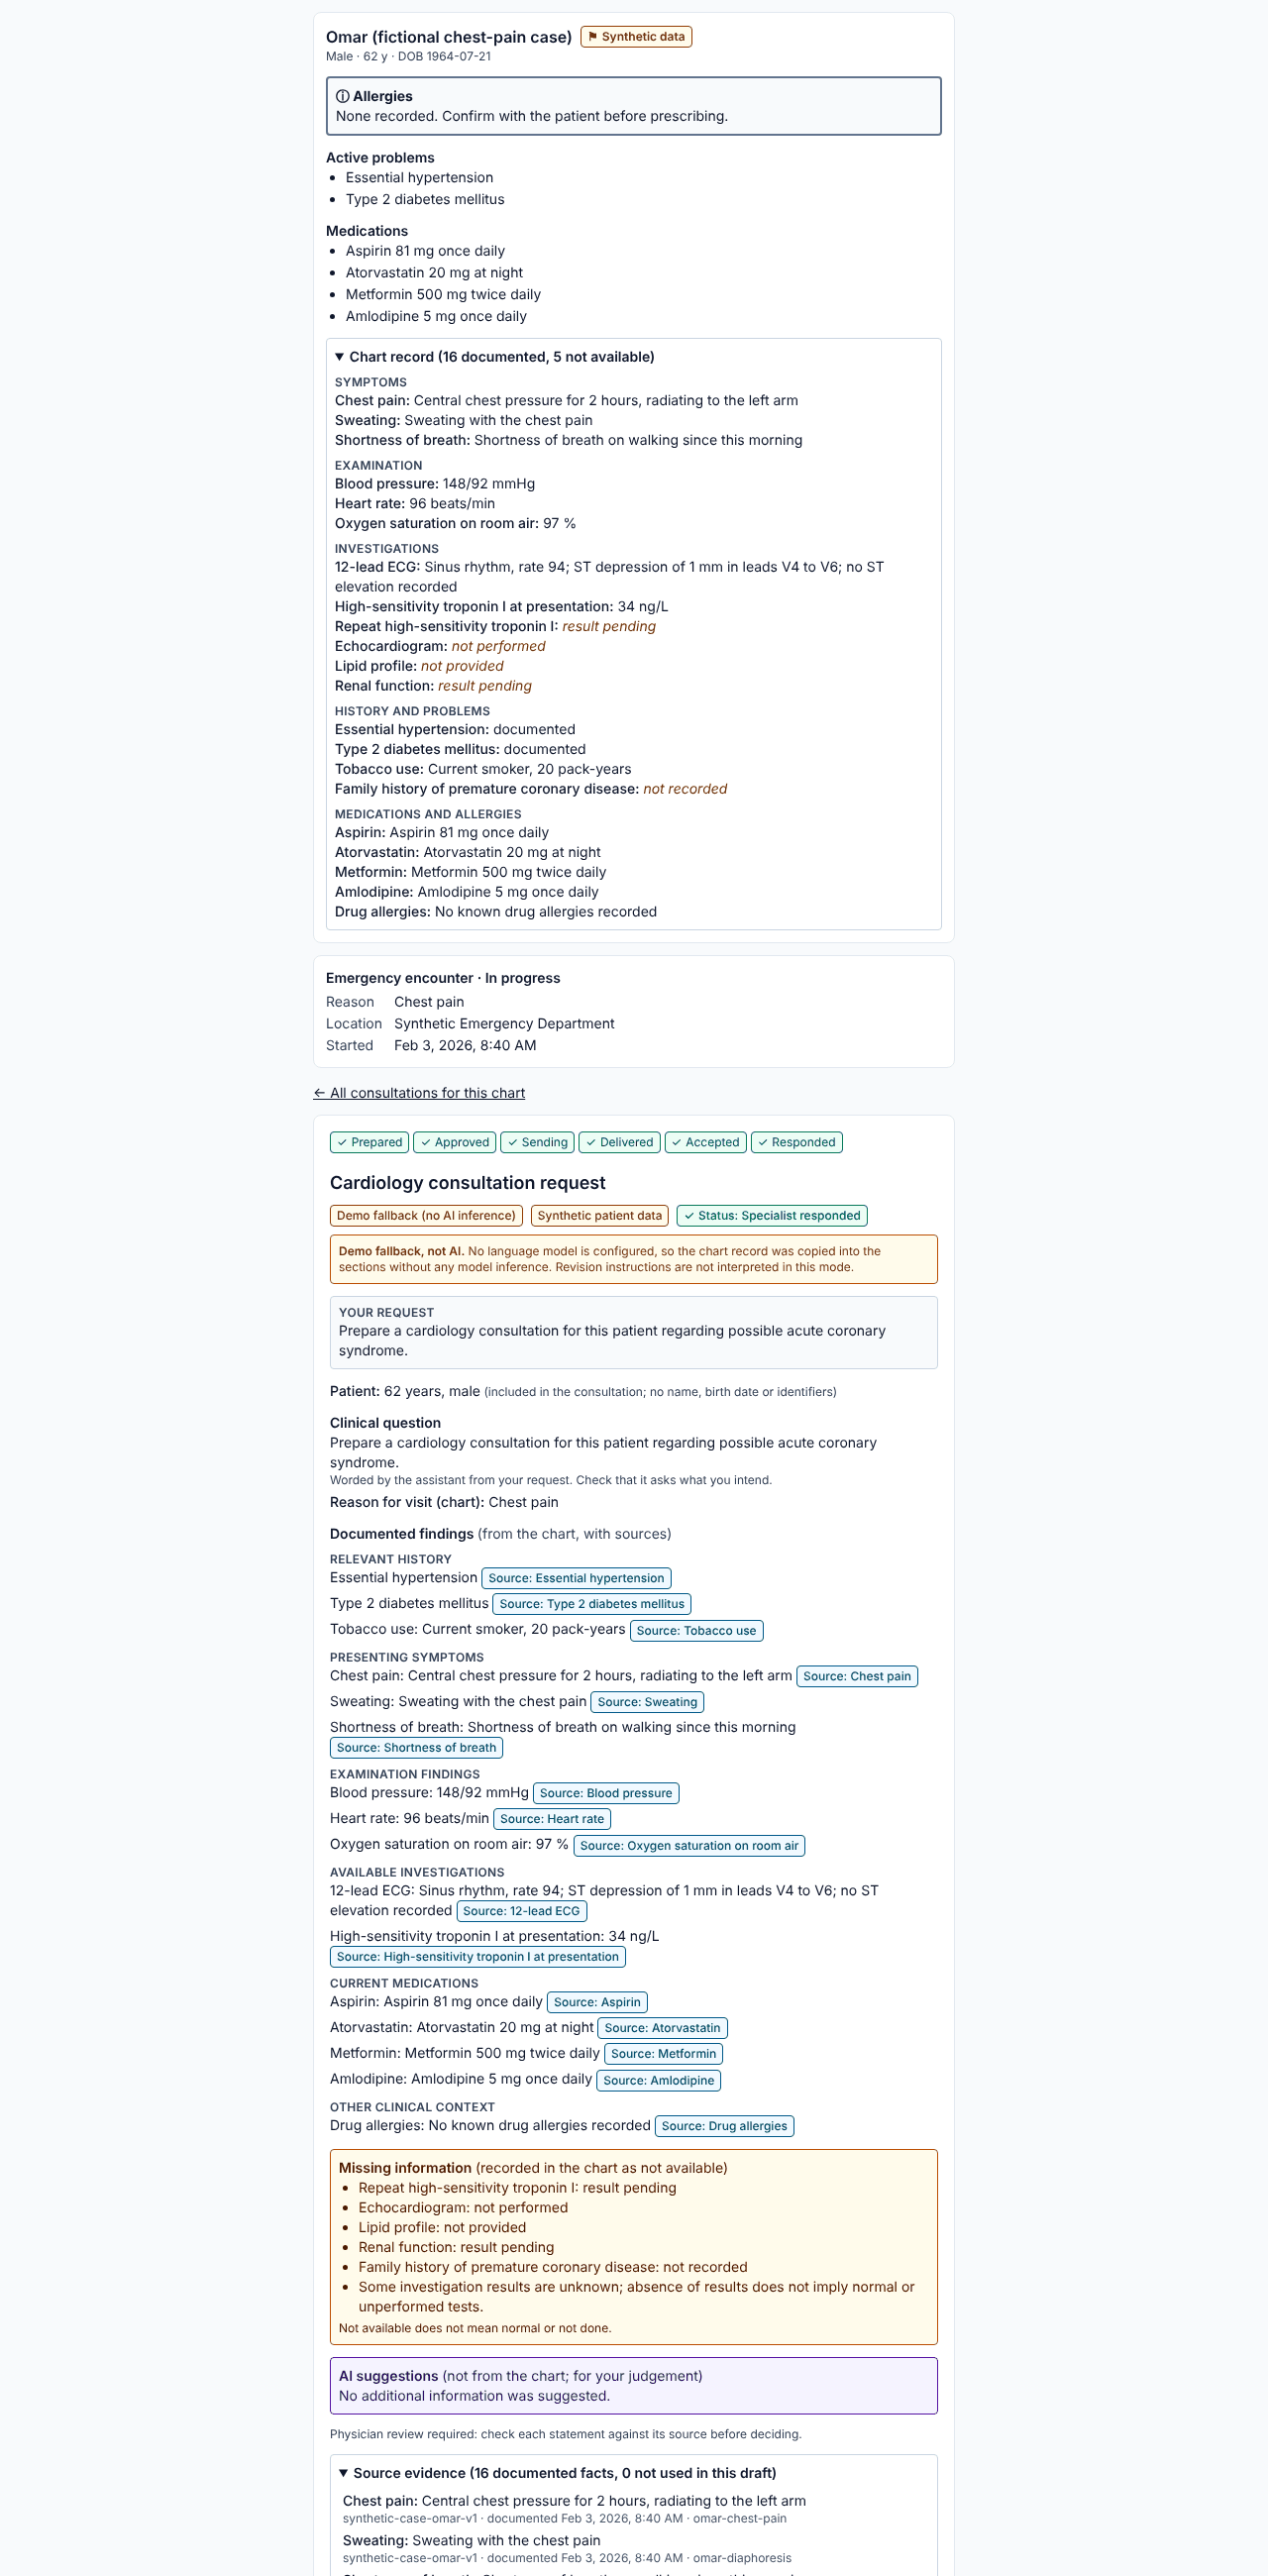 Omar (fictional chest-pain case) ⚑ Synthetic data
Male · 62 y · DOB 1964-07-21
ⓘ Allergies
None recorded. Confirm with the patient before prescribing.
Active problems
• Essential hypertension
• Type 2 diabetes mellitus
Medications
• Aspirin 81 mg once daily
• Atorvastatin 20 mg at night
• Metformin 500 mg twice daily
• Amlodipine 5 mg once daily
▼ Chart record (16 documented, 5 not available)
SYMPTOMS
Chest pain: Central chest pressure for 2 hours, radiating to the left arm
Sweating: Sweating with the chest pain
Shortness of breath: Shortness of breath on walking since this morning
EXAMINATION
Blood pressure: 148/92 mmHg
Heart rate: 96 beats/min
Oxygen saturation on room air: 97 %
INVESTIGATIONS
12-lead ECG: Sinus rhythm, rate 94; ST depression of 1 mm in leads V4 to V6; no ST
elevation recorded
High-sensitivity troponin I at presentation: 34 ng/L
Repeat high-sensitivity troponin I: result pending
Echocardiogram: not performed
Lipid profile: not provided
Renal function: result pending
HISTORY AND PROBLEMS
Essential hypertension: documented
Type 2 diabetes mellitus: documented
Tobacco use: Current smoker, 20 pack-years
Family history of premature coronary disease: not recorded
MEDICATIONS AND ALLERGIES
Aspirin: Aspirin 81 mg once daily
Atorvastatin: Atorvastatin 20 mg at night
Metformin: Metformin 500 mg twice daily
Amlodipine: Amlodipine 5 mg once daily
Drug allergies: No known drug allergies recorded
Emergency encounter · In progress
Reason Chest pain
Location Synthetic Emergency Department
Started Feb 3, 2026, 8:40 AM
← All consultations for this chart
✓ Prepared ✓ Approved ✓ Sending ✓ Delivered ✓ Accepted ✓ Responded
Cardiology consultation request
Demo fallback (no AI inference) Synthetic patient data ✓ Status: Specialist responded
Demo fallback, not AI. No language model is configured, so the chart record was copied into the
sections without any model inference. Revision instructions are not interpreted in this mode.
YOUR REQUEST
Prepare a cardiology consultation for this patient regarding possible acute coronary
syndrome.
Patient: 62 years, male (included in the consultation; no name, birth date or identifiers)
Clinical question
Prepare a cardiology consultation for this patient regarding possible acute coronary
syndrome.
Worded by the assistant from your request. Check that it asks what you intend.
Reason for visit (chart): Chest pain
Documented findings (from the chart, with sources)
RELEVANT HISTORY
Essential hypertension Source: Essential hypertension
Type 2 diabetes mellitus Source: Type 2 diabetes mellitus
Tobacco use: Current smoker, 20 pack-years Source: Tobacco use
PRESENTING SYMPTOMS
Chest pain: Central chest pressure for 2 hours, radiating to the left arm Source: Chest pain
Sweating: Sweating with the chest pain Source: Sweating
Shortness of breath: Shortness of breath on walking since this morning
Source: Shortness of breath
EXAMINATION FINDINGS
Blood pressure: 148/92 mmHg Source: Blood pressure
Heart rate: 96 beats/min Source: Heart rate
Oxygen saturation on room air: 97 % Source: Oxygen saturation on room air
AVAILABLE INVESTIGATIONS
12-lead ECG: Sinus rhythm, rate 94; ST depression of 1 mm in leads V4 to V6; no ST
elevation recorded Source: 12-lead ECG
High-sensitivity troponin I at presentation: 34 ng/L
Source: High-sensitivity troponin I at presentation
CURRENT MEDICATIONS
Aspirin: Aspirin 81 mg once daily Source: Aspirin
Atorvastatin: Atorvastatin 20 mg at night Source: Atorvastatin
Metformin: Metformin 500 mg twice daily Source: Metformin
Amlodipine: Amlodipine 5 mg once daily Source: Amlodipine
OTHER CLINICAL CONTEXT
Drug allergies: No known drug allergies recorded Source: Drug allergies
Missing information (recorded in the chart as not available)
• Repeat high-sensitivity troponin I: result pending
• Echocardiogram: not performed
• Lipid profile: not provided
• Renal function: result pending
• Family history of premature coronary disease: not recorded
• Some investigation results are unknown; absence of results does not imply normal or
unperformed tests.
Not available does not mean normal or not done.
AI suggestions (not from the chart; for your judgement)
No additional information was suggested.
Physician review required: check each statement against its source before deciding.
▼ Source evidence (16 documented facts, 0 not used in this draft)
Chest pain: Central chest pressure for 2 hours, radiating to the left arm
synthetic-case-omar-v1 · documented Feb 3, 2026, 8:40 AM · omar-chest-pain
Sweating: Sweating with the chest pain
synthetic-case-omar-v1 · documented Feb 3, 2026, 8:40 AM · omar-diaphoresis